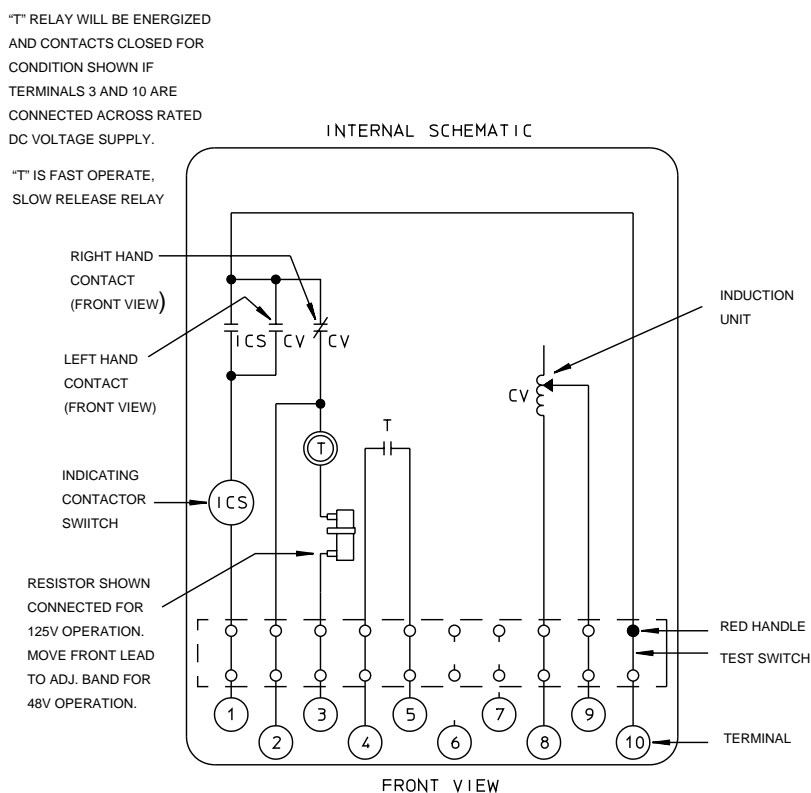 “T” RELAY WILL BE ENERGIZED
AND CONTACTS CLOSED FOR
CONDITION SHOWN IF
TERMINALS 3 AND 10 ARE
CONNECTED ACROSS RATED
DC VOLTAGE SUPPLY.
“T” IS FAST OPERATE,
SLOW RELEASE RELAY
INTERNAL SCHEMATIC
RIGHT HAND
CONTACT
(FRONT VIEW)
LEFT HAND
CONTACT
(FRONT VIEW)
ICS
CV
CV
INDUCTION
UNIT
CV
T
T
INDICATING
CONTACTOR
SWIITCH
ICS
RESISTOR SHOWN
CONNECTED FOR
125V OPERATION.
MOVE FRONT LEAD
TO ADJ. BAND FOR
48V OPERATION.
RED HANDLE
TEST SWITCH
TERMINAL
1
2
3
4
5
6
7
8
9
10
FRONT VIEW